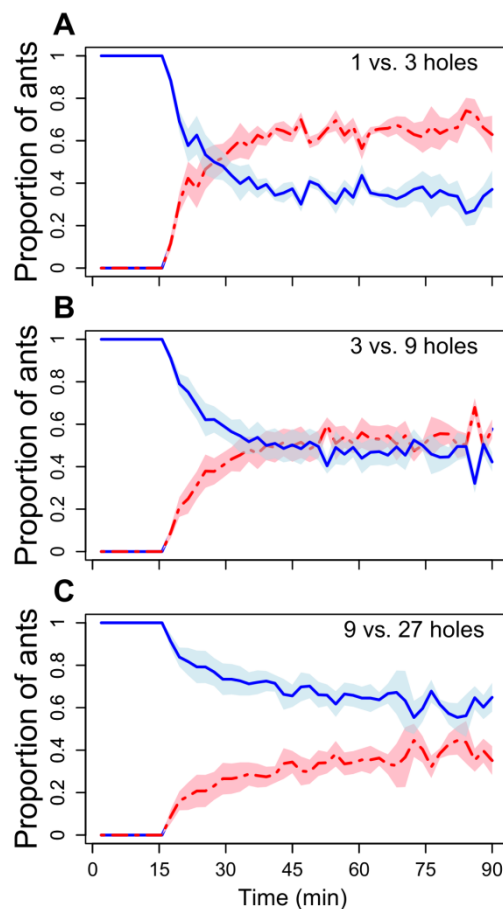 A
1 vs. 3 holes
Proportion of ants
1
0.8
0.6
0.4
0.2
0
B
3 vs. 9 holes
Proportion of ants
1
0.8
0.6
0.4
0.2
0
C
9 vs. 27 holes
Proportion of ants
1
0.8
0.6
0.4
0.2
0
0 15 30 45 60 75 90
Time (min)